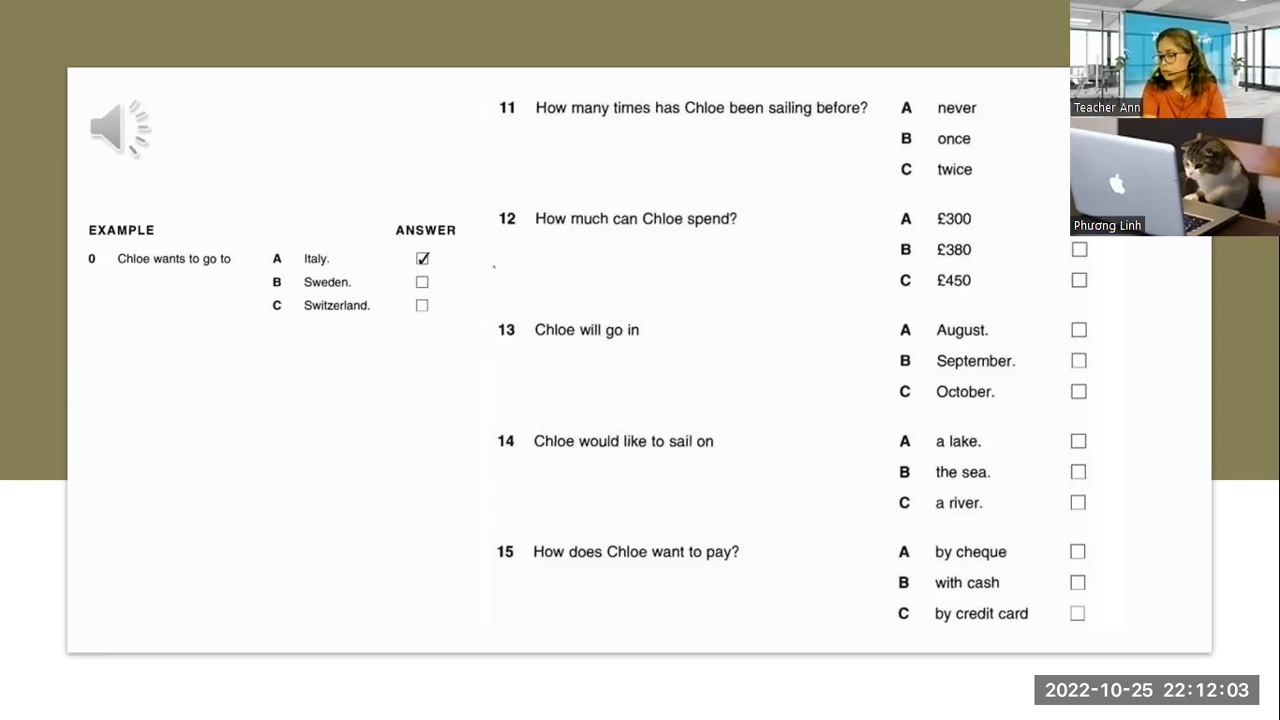 EXAMPLE ANSWER
0 Chloe wants to go to A Italy.
B Sweden.
C Switzerland.
11 How many times has Chloe been sailing before? A never
B once
C twice
12 How much can Chloe spend? A £300
B £380
C £450
13 Chloe will go in A August.
B September.
C October.
14 Chloe would like to sail on A a lake.
B the sea.
C a river.
15 How does Chloe want to pay? A by cheque
B with cash
C by credit card
Teacher Ann
Phương Linh
2022-10-25 22:12:03